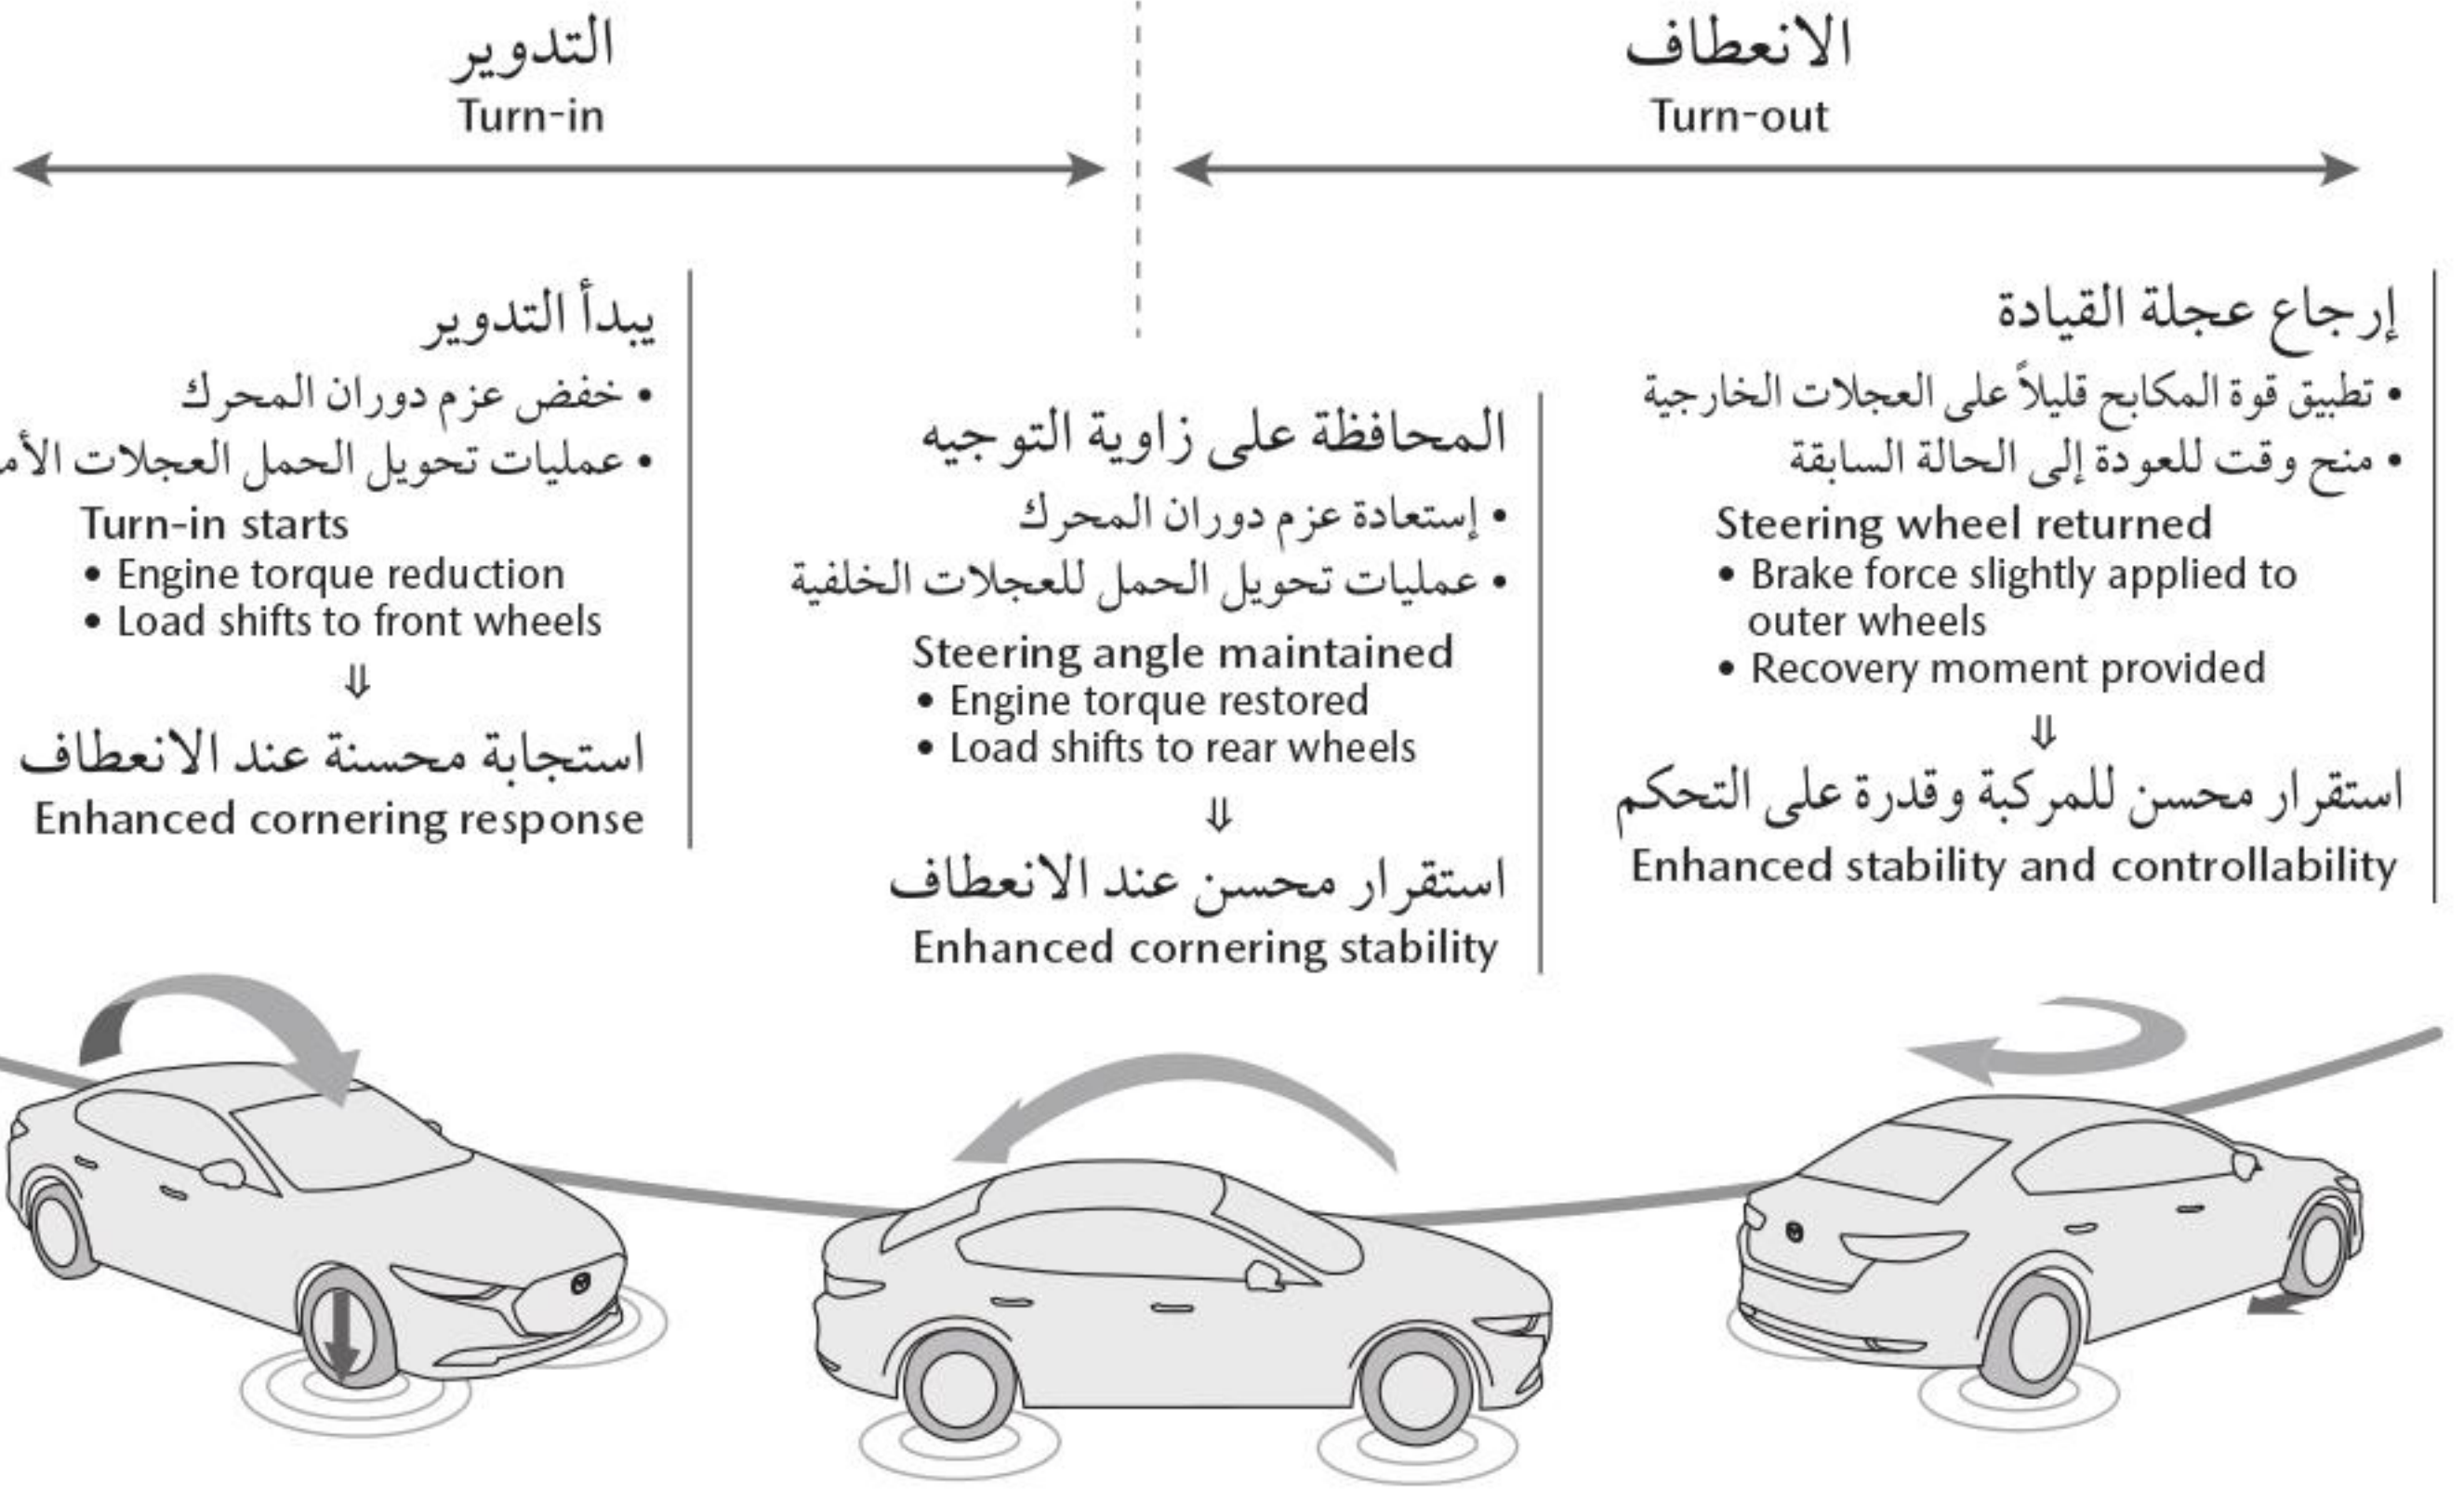 التدوير
Turn-in
الانعطاف
Turn-out
يبدأ التدوير
• خفض عزم دوران المحرك
• عمليات تحويل الحمل العجلات
Turn-in starts
• Engine torque reduction
• Load shifts to front wheels
⇓
استجابة محسنة عند الانعطاف
Enhanced cornering response
المحافظة على زاوية التوجيه
• إستعادة عزم دوران المحرك
• عمليات تحويل الحمل للعجلات الخلفية
Steering angle maintained
• Engine torque restored
• Load shifts to rear wheels
⇓
استقرار محسن عند الانعطاف
Enhanced cornering stability
إرجاع عجلة القيادة
• تطبيق قوة المكابح قليلاً على العجلات الخارجية
• منح وقت للعودة إلى الحالة السابقة
Steering wheel returned
• Brake force slightly applied to
outer wheels
• Recovery moment provided
⇓
استقرار محسن للمركبة وقدرة على التحكم
Enhanced stability and controllability